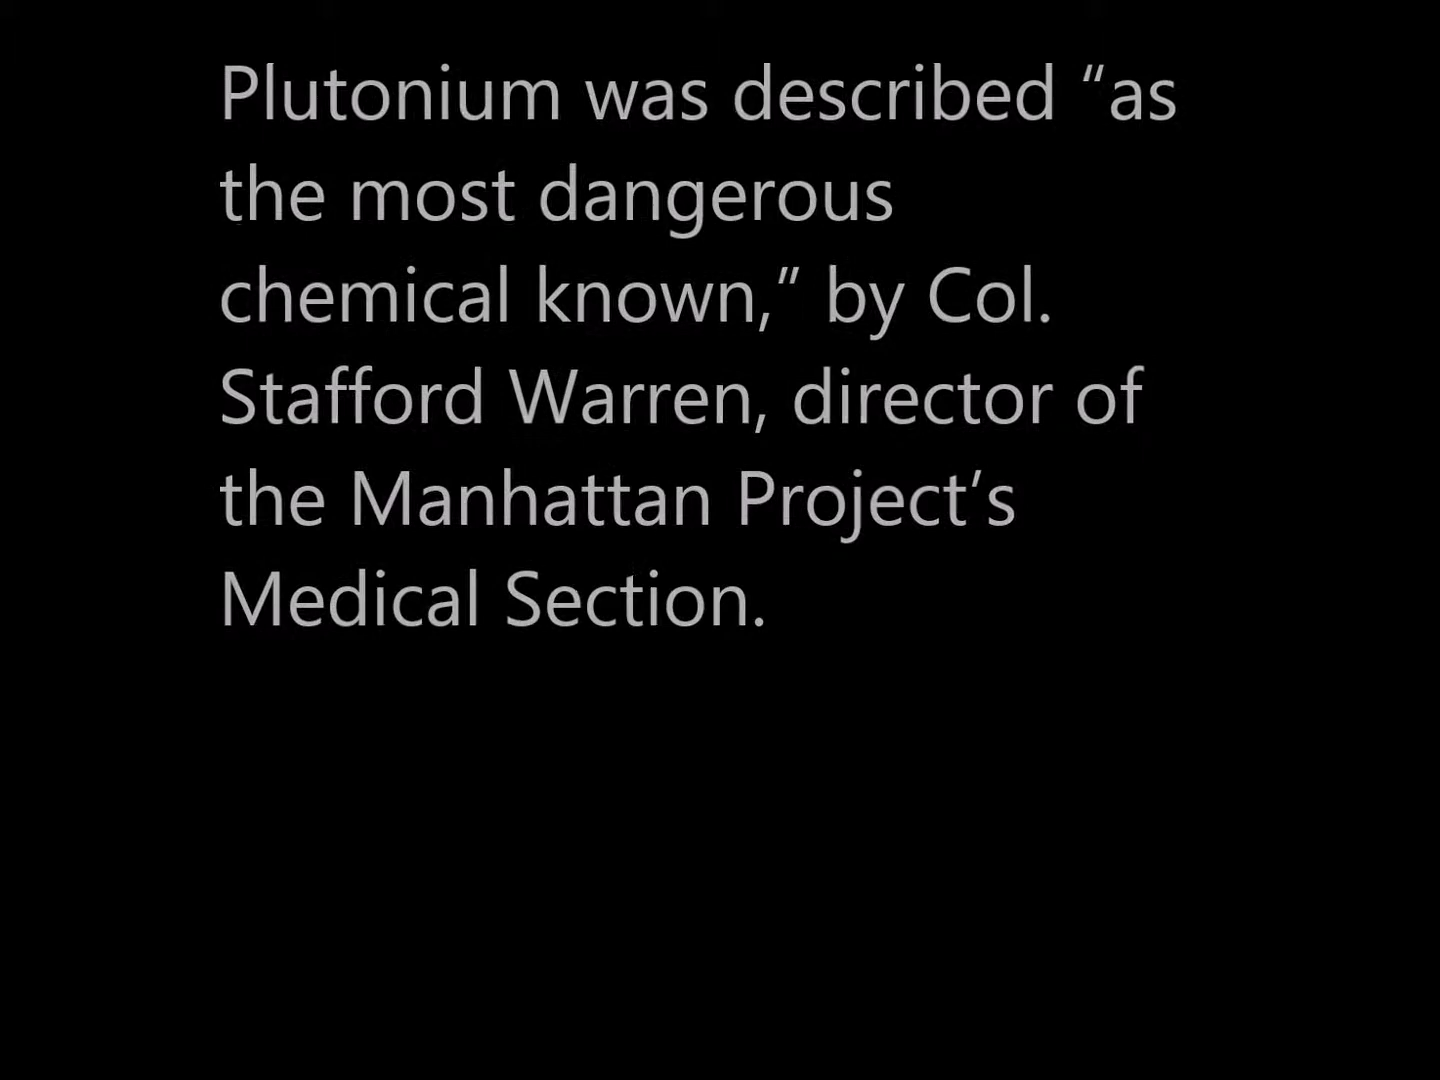 Plutonium was described “as
the most dangerous
chemical known,” by Col.
Stafford Warren, director of
the Manhattan Project’s
Medical Section.